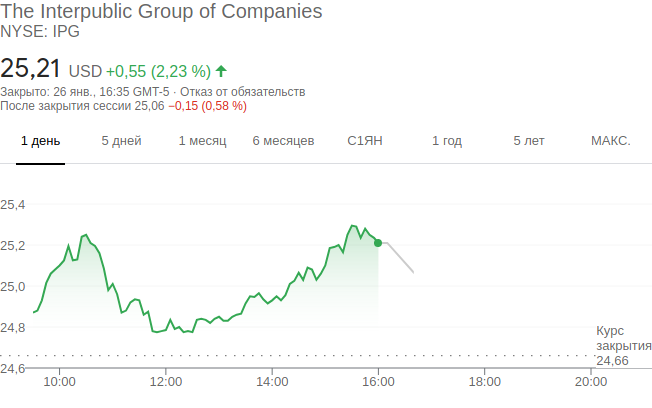 The Interpublic Group of Companies
NYSE: IPG
25,21 USD +0,55 (2,23 %) ↑
Закрыто: 26 янв., 16:35 GMT-5 · Отказ от обязательств
После закрытия сессии 25,06 −0,15 (0,58 %)
1 день 5 дней 1 месяц 6 месяцев С1ЯН 1 год 5 лет МАКС.
25,4
25,2
25,0
24,8
Курс
закрытия
24,66
24,6
10:00 12:00 14:00 16:00 18:00 20:00